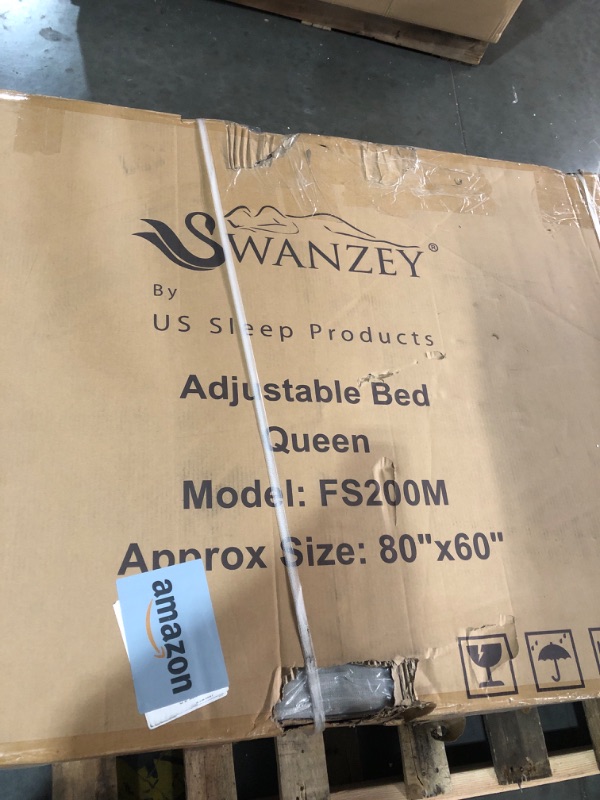 SWANZEY®
By
US Sleep Products
Adjustable Bed
Queen
Model: FS200M
Approx Size: 80"x60"
amazon